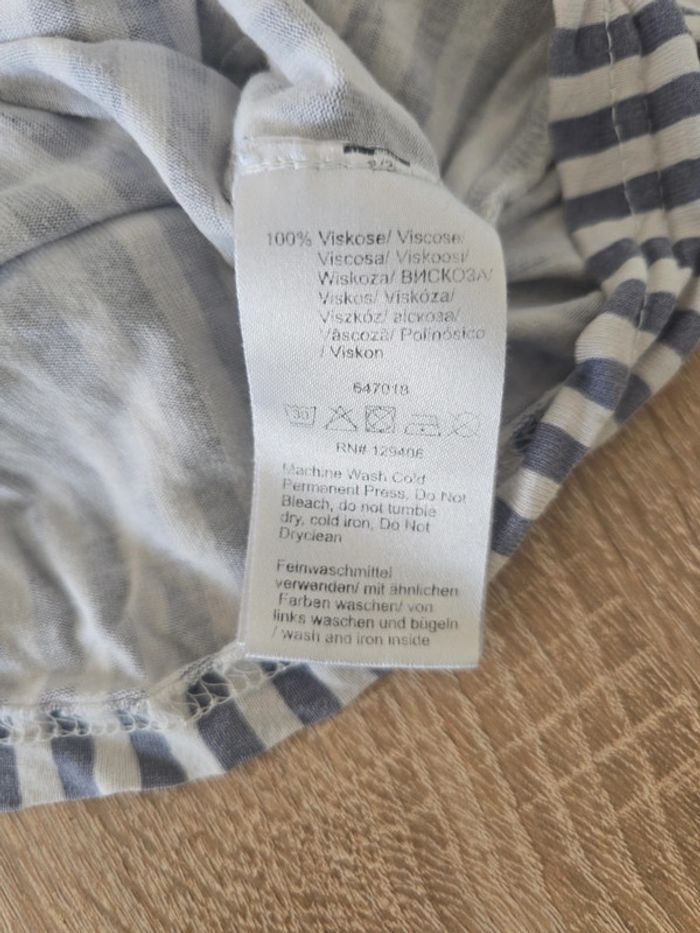 100% Viskose/ Viscose/
Viscosa/ Viskoosi/
Wiskoza/ ВИСКОЗА/
Viskos/ Viskóza/
Viszkóz/ вісkoзa/
Vâscoză/ Polinósico
/ Viskon
647018
30
RN# 129406
Machine Wash Cold
Permanent Press, Do Not
Bleach, do not tumble
dry, cold iron, Do Not
Dryclean
Feinwaschmittel
verwenden/ mit ähnlichen
Farben waschen/ von
links waschen und bügeln
/ wash and iron inside